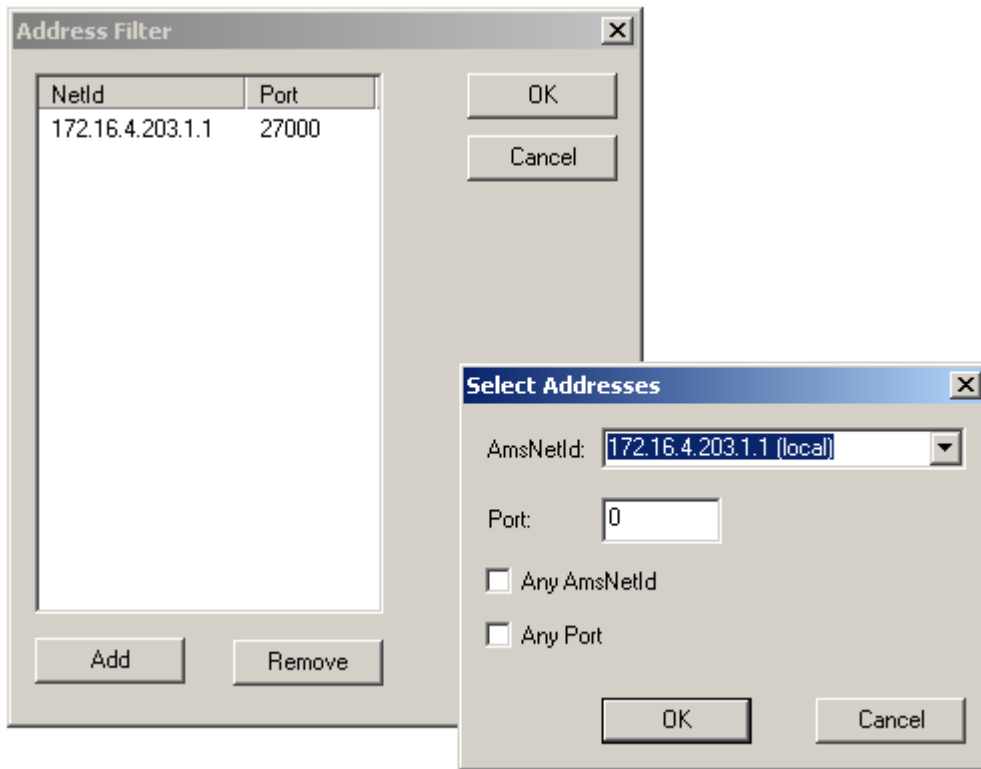 Address Filter
NetId Port
172.16.4.203.1.1 27000
OK
Cancel
Add Remove
Select Addresses
AmsNetId: 172.16.4.203.1.1 (local)
Port: 0
Any AmsNetId
Any Port
OK Cancel